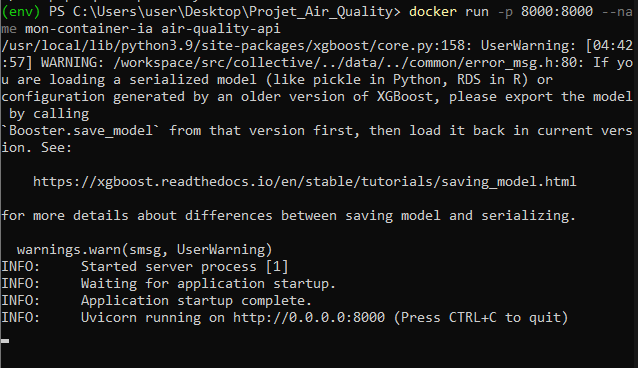 (env) PS C:\Users\user\Desktop\Projet_Air_Quality> docker run -p 8000:8000 --na
me mon-container-ia air-quality-api
/usr/local/lib/python3.9/site-packages/xgboost/core.py:158: UserWarning: [04:42
:57] WARNING: /workspace/src/collective/../data/../common/error_msg.h:80: If yo
u are loading a serialized model (like pickle in Python, RDS in R) or
configuration generated by an older version of XGBoost, please export the model
 by calling
`Booster.save_model` from that version first, then load it back in current vers
ion. See:
https://xgboost.readthedocs.io/en/stable/tutorials/saving_model.html
for more details about differences between saving model and serializing.
warnings.warn(smsg, UserWarning)
INFO:     Started server process [1]
INFO:     Waiting for application startup.
INFO:     Application startup complete.
INFO:     Uvicorn running on http://0.0.0.0:8000 (Press CTRL+C to quit)